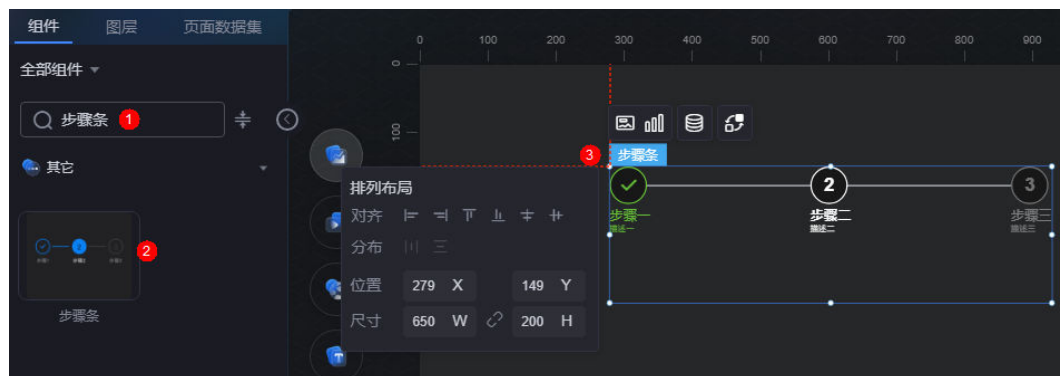 组件 图层 页面数据集
全部组件
步骤条 1
其它
2
步骤条
0 100 200 300 400 500 600 700 800 900
0
100
3
步骤条
排列布局
对齐
分布
位置 279 X 149 Y
尺寸 650 W 200 H
2 3
步骤一 步骤二 步骤三
描述一 描述二 描述三